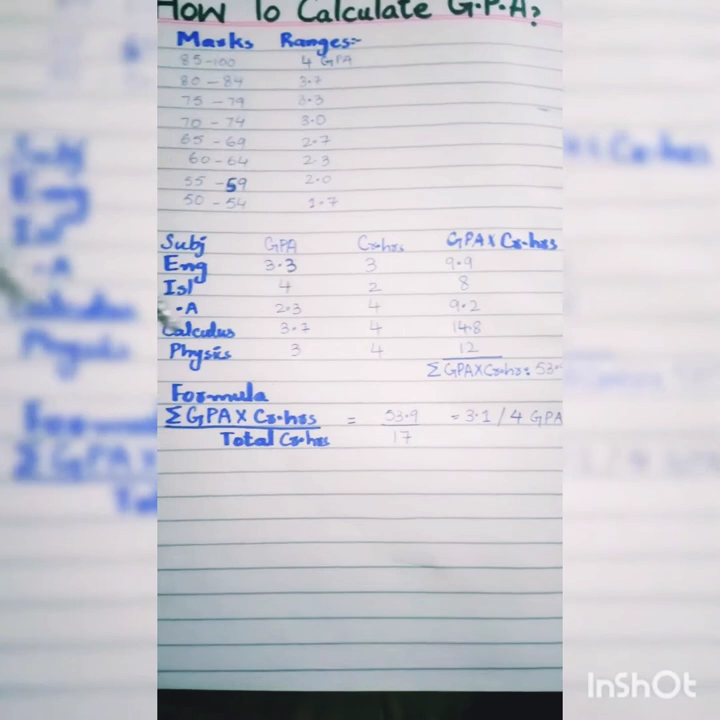 How To Calculate G.P.A?
Marks Ranges:-
85-100 4 GPA
80-84 3.7
75-79 3.3
70-74 3.0
65-69 2.7
60-64 2.3
55-59 2.0
50-54 1.7
Subj GPA Cr.hrs GPA X Cr.hrs
Eng 3.3 3 9.9
Isl 4 2 8
-A 2.3 4 9.2
Calculus 3.7 4 14.8
Physics 3 4 12
Σ GPA X Cr.hr: 53.
Formula
Σ GPA X Cr.hrs = 53.9 = 3.1 / 4 GPA
Total Cr.hrs 17
InShOt